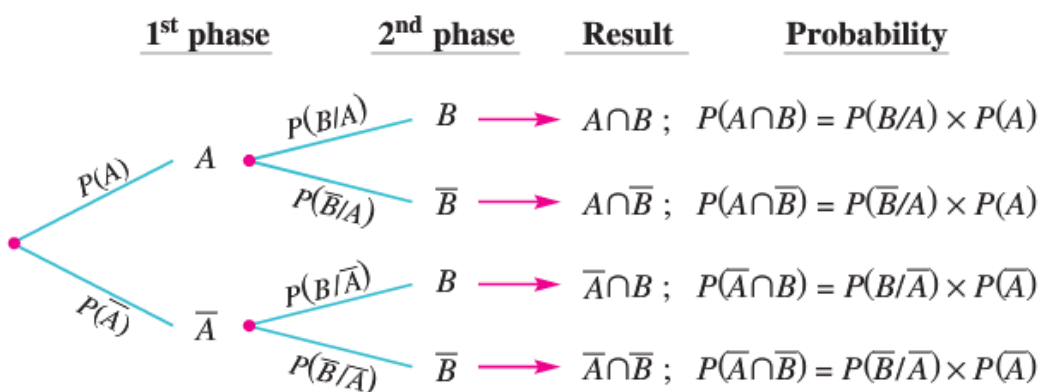 1st phase 2nd phase Result Probability
P(B/A) B A∩B ; P(A∩B) = P(B/A) × P(A)
P(A) A
P(B̅/A) B̅ A∩B̅ ; P(A∩B̅) = P(B̅/A) × P(A)
P(B/A̅) B A̅∩B ; P(A̅∩B) = P(B/A̅) × P(A̅)
P(A̅) A̅
P(B̅/A̅) B̅ A̅∩B̅ ; P(A̅∩B̅) = P(B̅/A̅) × P(A̅)